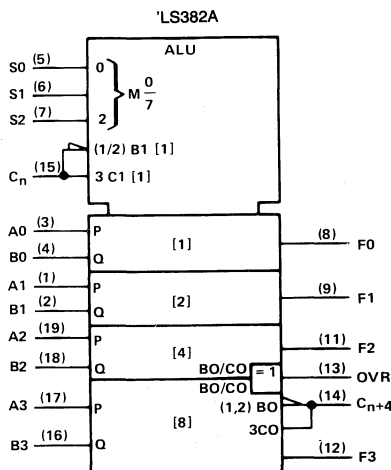 'LS382A
ALU
S0 (5) 0
S1 (6) M 0/7
S2 (7) 2
(1/2) B1 [1]
Cn (15) 3 C1 [1]
A0 (3) P
B0 (4) Q
[1]
(8) F0
A1 (1) P
B1 (2) Q
[2]
(9) F1
A2 (19) P
B2 (18) Q
[4]
(11) F2
BO/CO = 1 (13) OVR
BO/CO
A3 (17) P
(1,2) BO (14) Cn+4
[8]
3CO
B3 (16) Q
(12) F3